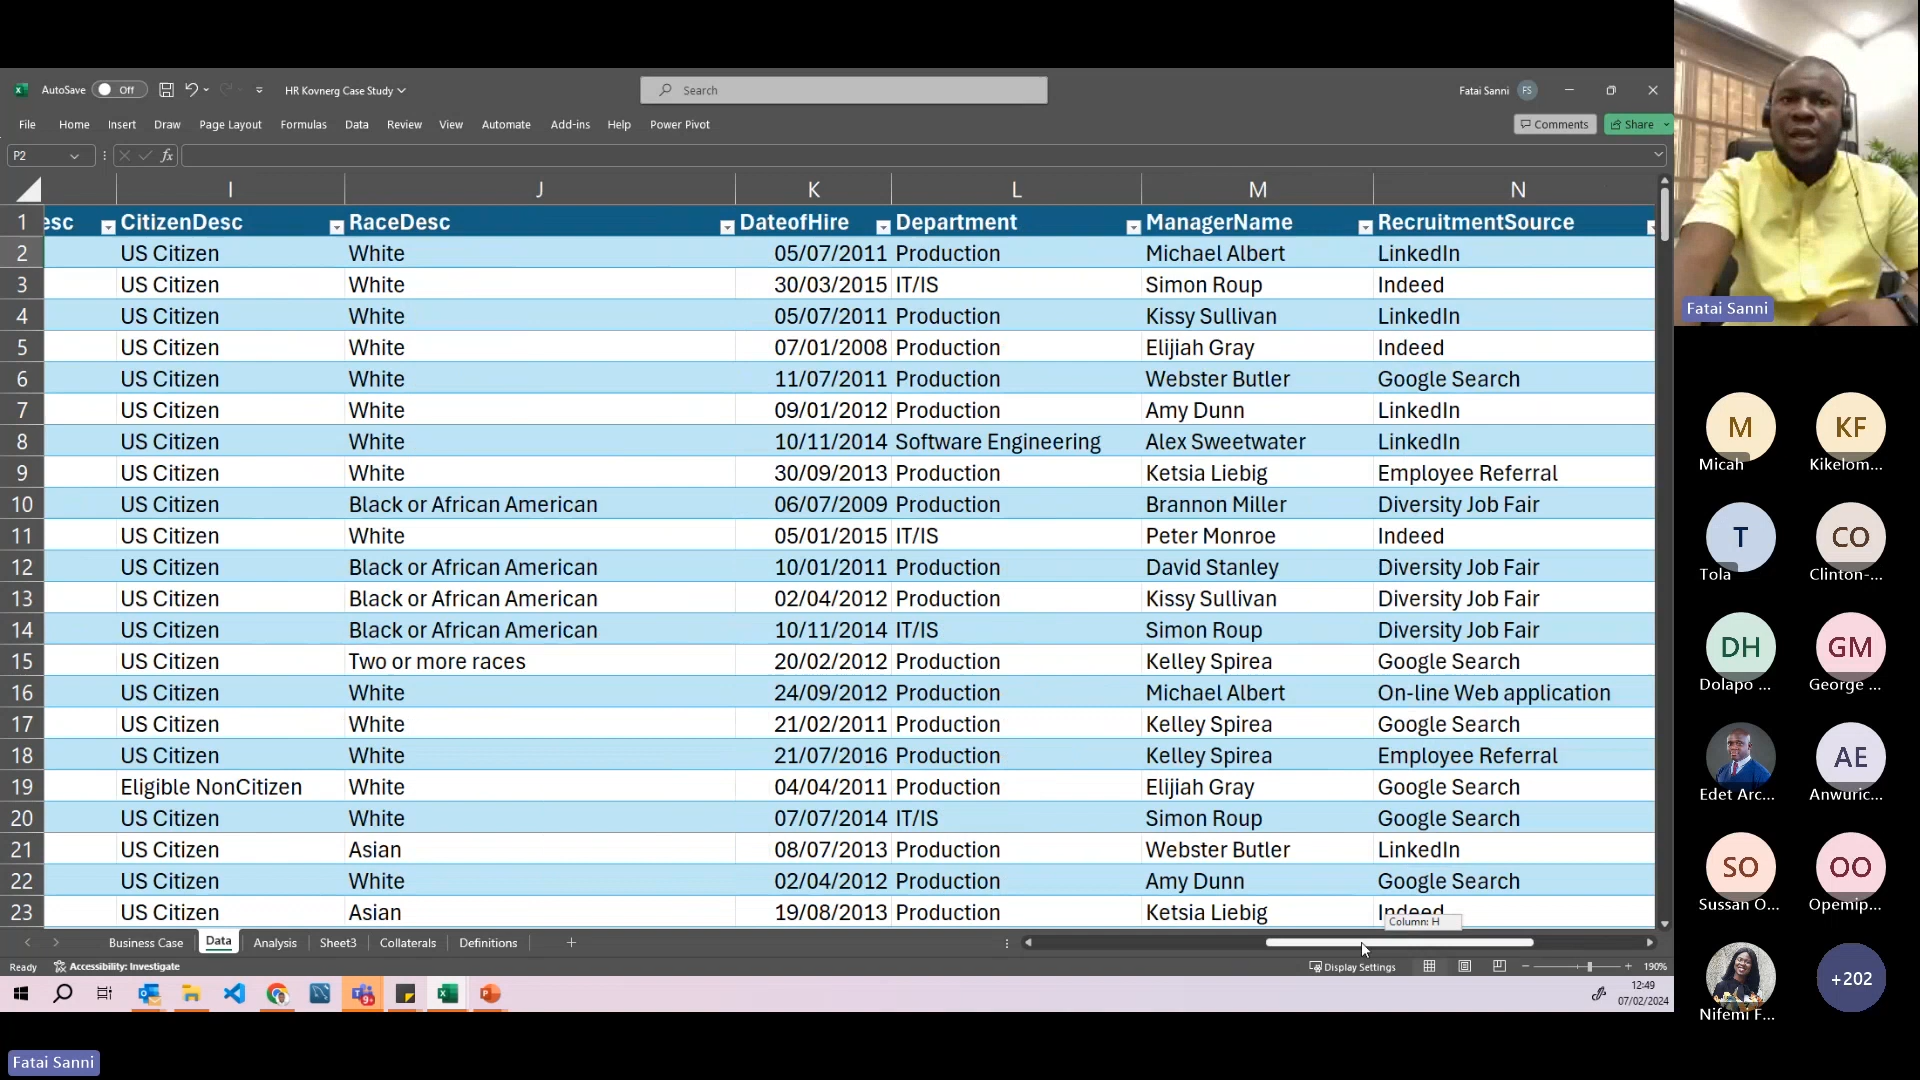 AutoSave Off HR Kovnerg Case Study Search Fatai Sanni FS
File Home Insert Draw Page Layout Formulas Data Review View Automate Add-ins Help Power Pivot Comments Share
P2 fx
I J K L M N
1 esc CitizenDesc RaceDesc DateofHire Department ManagerName RecruitmentSource
2 US Citizen White 05/07/2011 Production Michael Albert LinkedIn
3 US Citizen White 30/03/2015 IT/IS Simon Roup Indeed
4 US Citizen White 05/07/2011 Production Kissy Sullivan LinkedIn
5 US Citizen White 07/01/2008 Production Elijiah Gray Indeed
6 US Citizen White 11/07/2011 Production Webster Butler Google Search
7 US Citizen White 09/01/2012 Production Amy Dunn LinkedIn
8 US Citizen White 10/11/2014 Software Engineering Alex Sweetwater LinkedIn
9 US Citizen White 30/09/2013 Production Ketsia Liebig Employee Referral
10 US Citizen Black or African American 06/07/2009 Production Brannon Miller Diversity Job Fair
11 US Citizen White 05/01/2015 IT/IS Peter Monroe Indeed
12 US Citizen Black or African American 10/01/2011 Production David Stanley Diversity Job Fair
13 US Citizen Black or African American 02/04/2012 Production Kissy Sullivan Diversity Job Fair
14 US Citizen Black or African American 10/11/2014 IT/IS Simon Roup Diversity Job Fair
15 US Citizen Two or more races 20/02/2012 Production Kelley Spirea Google Search
16 US Citizen White 24/09/2012 Production Michael Albert On-line Web application
17 US Citizen White 21/02/2011 Production Kelley Spirea Google Search
18 US Citizen White 21/07/2016 Production Kelley Spirea Employee Referral
19 Eligible NonCitizen White 04/04/2011 Production Elijiah Gray Google Search
20 US Citizen White 07/07/2014 IT/IS Simon Roup Google Search
21 US Citizen Asian 08/07/2013 Production Webster Butler LinkedIn
22 US Citizen White 02/04/2012 Production Amy Dunn Google Search
23 US Citizen Asian 19/08/2013 Production Ketsia Liebig Indeed
Column: H
Business Case Data Analysis Sheet3 Collaterals Definitions
Ready Accessibility: Investigate Display Settings 190%
12:49
07/02/2024
Fatai Sanni
Fatai Sanni
M KF
Micah Kikelom...
T CO
Tola Clinton-...
DH GM
Dolapo ... George ...
AE
Edet Arc... Anwuric...
SO OO
Sussan O... Opemip...
+202
Nifemi F...